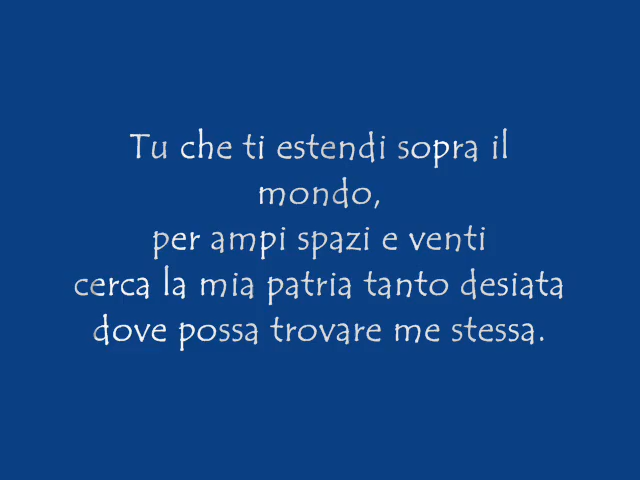 Tu che ti estendi sopra il
mondo,
per ampi spazi e venti
cerca la mia patria tanto desiata
dove possa trovare me stessa.